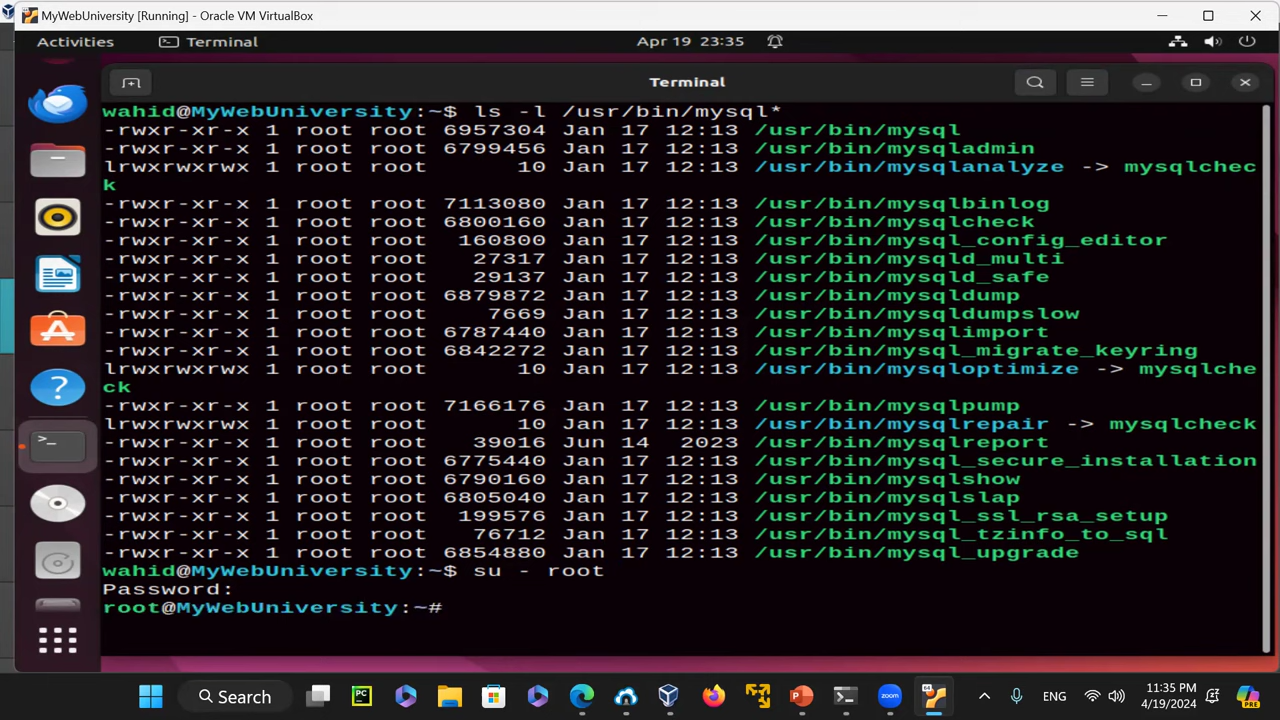 MyWebUniversity [Running] - Oracle VM VirtualBox
Activities Terminal Apr 19 23:35
Terminal
wahid@MyWebUniversity:~$ ls -l /usr/bin/mysql*
-rwxr-xr-x 1 root root 6957304 Jan 17 12:13 /usr/bin/mysql
-rwxr-xr-x 1 root root 6799456 Jan 17 12:13 /usr/bin/mysqladmin
lrwxrwxrwx 1 root root 10 Jan 17 12:13 /usr/bin/mysqlanalyze -> mysqlchec
k
-rwxr-xr-x 1 root root 7113080 Jan 17 12:13 /usr/bin/mysqlbinlog
-rwxr-xr-x 1 root root 6800160 Jan 17 12:13 /usr/bin/mysqlcheck
-rwxr-xr-x 1 root root 160800 Jan 17 12:13 /usr/bin/mysql_config_editor
-rwxr-xr-x 1 root root 27317 Jan 17 12:13 /usr/bin/mysqld_multi
-rwxr-xr-x 1 root root 29137 Jan 17 12:13 /usr/bin/mysqld_safe
-rwxr-xr-x 1 root root 6879872 Jan 17 12:13 /usr/bin/mysqldump
-rwxr-xr-x 1 root root 7669 Jan 17 12:13 /usr/bin/mysqldumpslow
-rwxr-xr-x 1 root root 6787440 Jan 17 12:13 /usr/bin/mysqlimport
-rwxr-xr-x 1 root root 6842272 Jan 17 12:13 /usr/bin/mysql_migrate_keyring
lrwxrwxrwx 1 root root 10 Jan 17 12:13 /usr/bin/mysqloptimize -> mysqlche
ck
-rwxr-xr-x 1 root root 7166176 Jan 17 12:13 /usr/bin/mysqlpump
lrwxrwxrwx 1 root root 10 Jan 17 12:13 /usr/bin/mysqlrepair -> mysqlcheck
-rwxr-xr-x 1 root root 39016 Jun 14 2023 /usr/bin/mysqlreport
-rwxr-xr-x 1 root root 6775440 Jan 17 12:13 /usr/bin/mysql_secure_installation
-rwxr-xr-x 1 root root 6790160 Jan 17 12:13 /usr/bin/mysqlshow
-rwxr-xr-x 1 root root 6805040 Jan 17 12:13 /usr/bin/mysqlslap
-rwxr-xr-x 1 root root 199576 Jan 17 12:13 /usr/bin/mysql_ssl_rsa_setup
-rwxr-xr-x 1 root root 76712 Jan 17 12:13 /usr/bin/mysql_tzinfo_to_sql
-rwxr-xr-x 1 root root 6854880 Jan 17 12:13 /usr/bin/mysql_upgrade
wahid@MyWebUniversity:~$ su - root
Password:
root@MyWebUniversity:~#
Search PC zoom ENG 11:35 PM PRE
4/19/2024